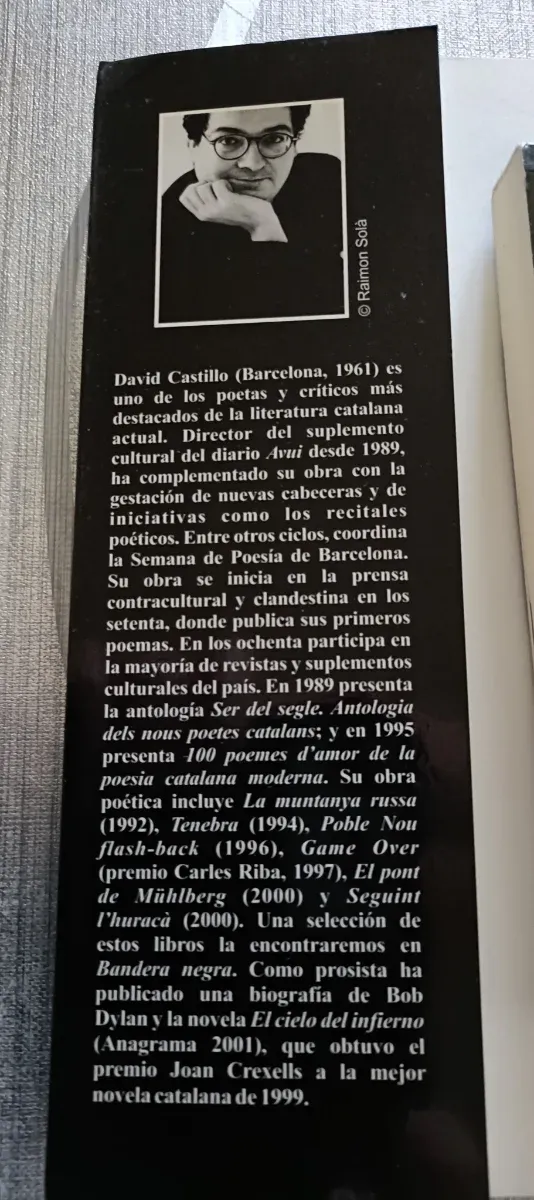 © Raimon Solà
David Castillo (Barcelona, 1961) es
uno de los poetas y críticos más
destacados de la literatura catalana
actual. Director del suplemento
cultural del diario Avui desde 1989,
ha complementado su obra con la
gestación de nuevas cabeceras y de
iniciativas como los recitales
poéticos. Entre otros ciclos, coordina
la Semana de Poesía de Barcelona.
Su obra se inicia en la prensa
contracultural y clandestina en los
setenta, donde publica sus primeros
poemas. En los ochenta participa en
la mayoría de revistas y suplementos
culturales del país. En 1989 presenta
la antología Ser del segle. Antologia
dels nous poetes catalans; y en 1995
presenta 100 poemes d'amor de la
poesia catalana moderna. Su obra
poética incluye La muntanya russa
(1992), Tenebra (1994), Poble Nou
flash-back (1996), Game Over
(premio Carles Riba, 1997), El pont
de Mühlberg (2000) y Seguint
l'huracà (2000). Una selección de
estos libros la encontraremos en
Bandera negra. Como prosista ha
publicado una biografía de Bob
Dylan y la novela El cielo del infierno
(Anagrama 2001), que obtuvo el
premio Joan Crexells a la mejor
novela catalana de 1999.